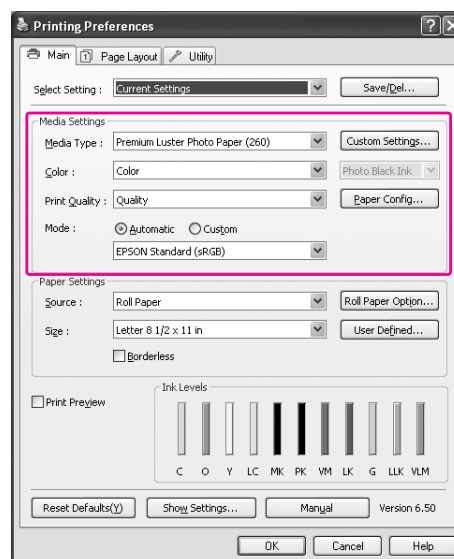 Printing Preferences
Main Page Layout Utility
Select Setting : Current Settings Save/Del...
Media Settings
Media Type : Premium Luster Photo Paper (260) Custom Settings...
Color : Color Photo Black Ink
Print Quality : Quality Paper Config...
Mode : Automatic Custom
EPSON Standard (sRGB)
Paper Settings
Source : Roll Paper Roll Paper Option...
Size : Letter 8 1/2 x 11 in User Defined...
Borderless
Print Preview Ink Levels
C O Y LC MK PK VM LK G LLK VLM
Reset Defaults(Y) Show Settings... Manual Version 6.50
OK Cancel Help